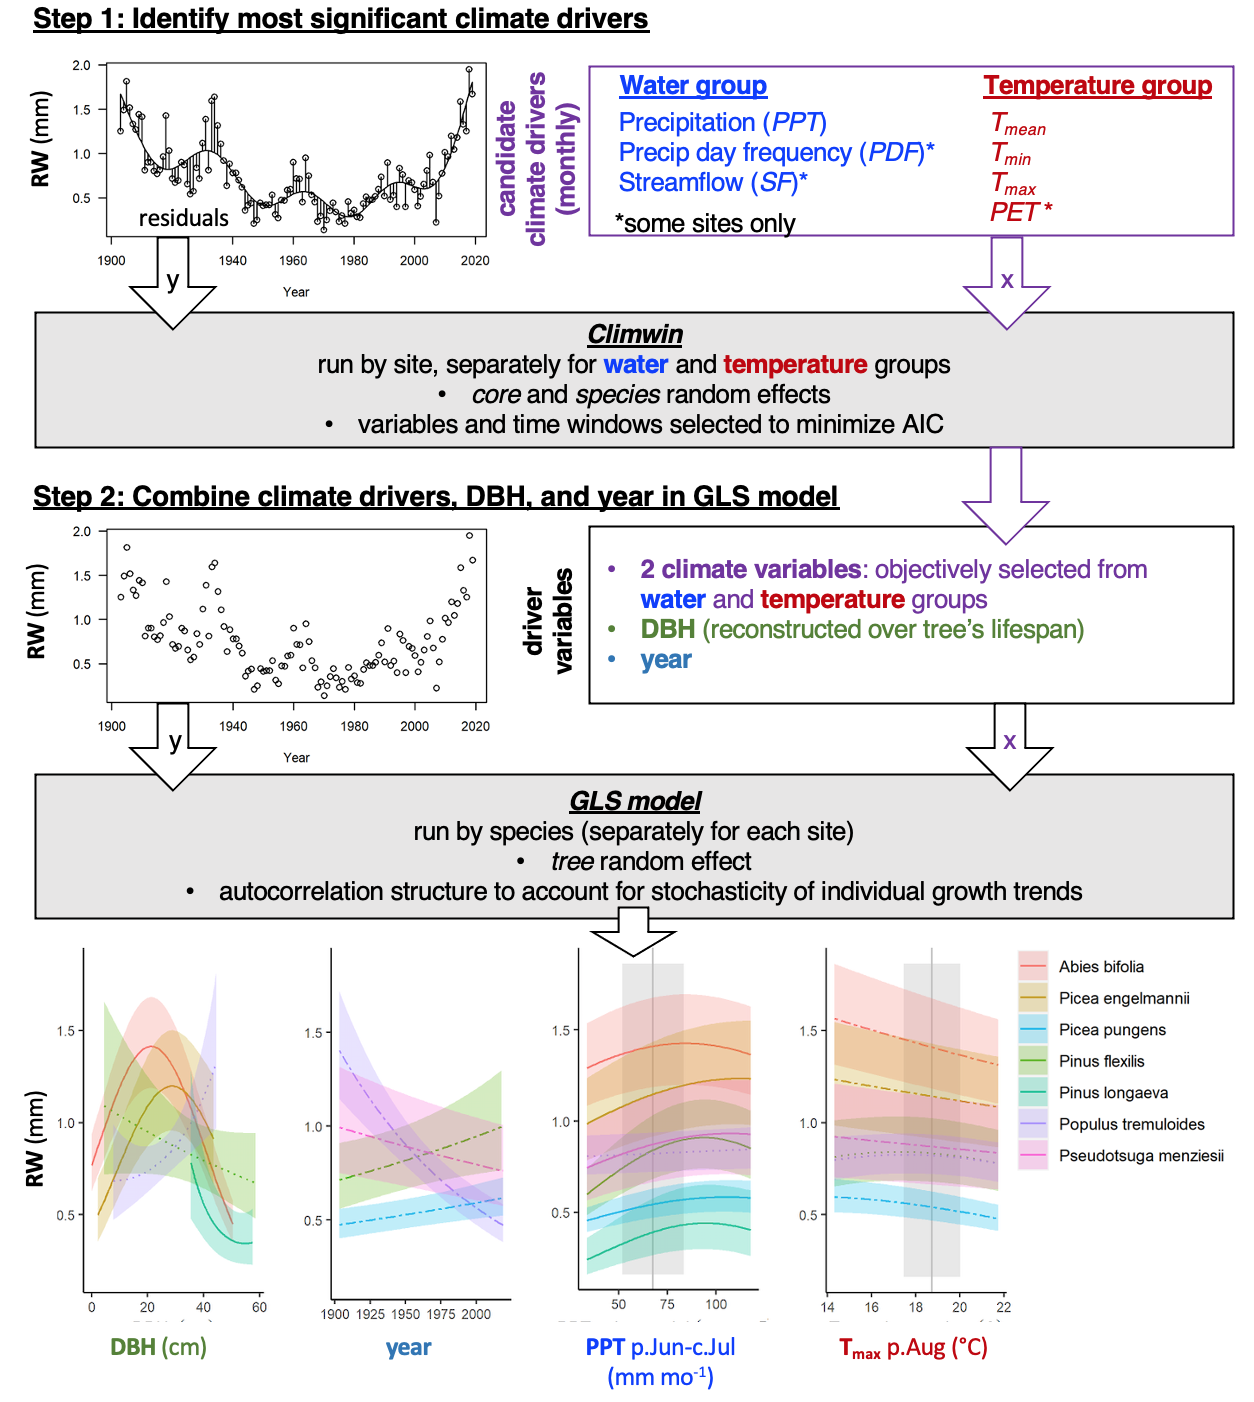 Step 1: Identify most significant climate drivers
2.0
1.5
1.0
0.5
RW (mm)
residuals
1900
1940
1960
1980
2000
2020
Year
candidate
climate drivers
(monthly)
Water group
Precipitation (PPT)
Precip day frequency (PDF)*
Streamflow (SF)*
*some sites only
Temperature group
Tmean
Tmin
Tmax
PET *
y
x
Climwin
run by site, separately for water and temperature groups
• core and species random effects
• variables and time windows selected to minimize AIC
Step 2: Combine climate drivers, DBH, and year in GLS model
2.0
1.5
1.0
0.5
RW (mm)
1900
1940
1960
1980
2000
2020
Year
driver
variables
• 2 climate variables: objectively selected from
water and temperature groups
• DBH (reconstructed over tree's lifespan)
• year
y
x
GLS model
run by species (separately for each site)
• tree random effect
• autocorrelation structure to account for stochasticity of individual growth trends
RW (mm)
1.5
1.0
0.5
0 20 40 60
DBH (cm)
1.5
1.0
0.5
1900 1925 1950 1975 2000
year
1.5
1.0
0.5
50 75 100
PPT p.Jun-c.Jul
(mm mo-1)
1.5
1.0
0.5
14 16 18 20 22
Tmax p.Aug (°C)
Abies bifolia
Picea engelmannii
Picea pungens
Pinus flexilis
Pinus longaeva
Populus tremuloides
Pseudotsuga menziesii